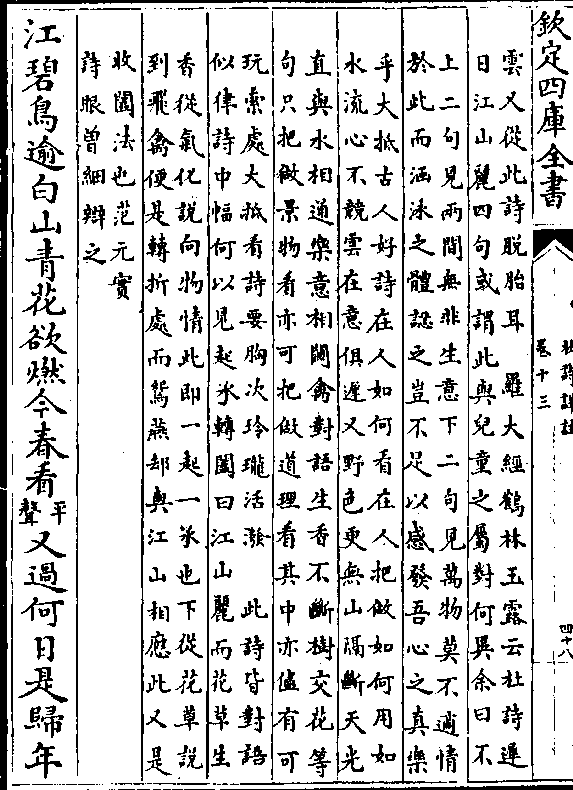 欽定四庫全書
杜詩詳註
卷十三
四十八
雲又從此詩脫胎耳　羅大經鶴林玉露云杜詩遲
日江山麗四句或謂此與兒童之屬對何異余曰不
上二句見兩間無非生意下二句見萬物莫不適情
於此而涵泳之體認之豈不足以感發吾心之真樂
乎大抵古人好詩在人如何看在人把做如何用如
水流心不競雲在意俱遲又野色更無山隔斷天光
直與水相通樂意相關禽對語生香不斷樹交花等
句只把做景物看亦可把做道理看其中亦儘有可
玩索處大抵看詩要胸次玲瓏活潑　此詩皆對語
似律詩中幅何以見起承轉闔曰江山麗而花草生
香從氣化說向物情此即一起一承也下從花草說
到飛禽便是轉折處而鴛燕却與江山相應此又是
收闔法也范元實
詩眼曾細辯之
江碧鳥逾白山青花欲燃今春看平聲又過何日是歸年